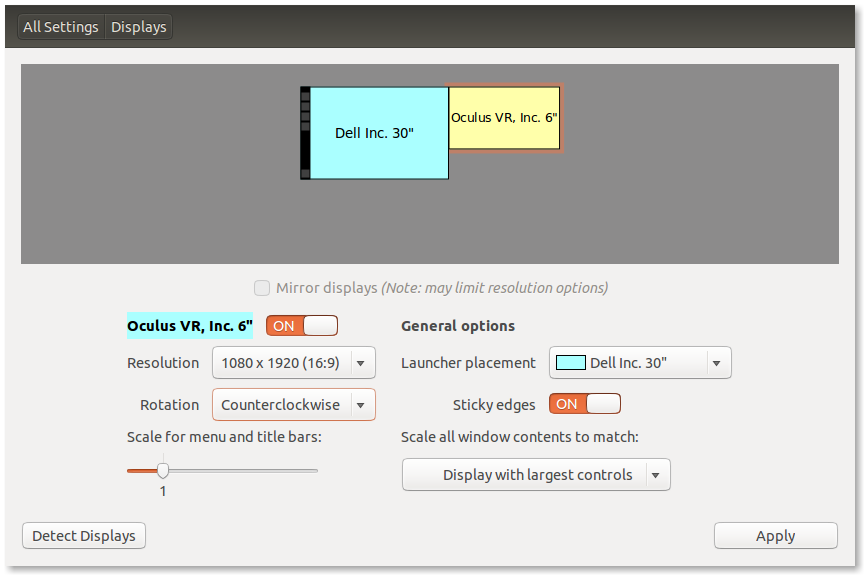 All Settings Displays
Dell Inc. 30"
Oculus VR, Inc. 6"
Mirror displays (Note: may limit resolution options)
Oculus VR, Inc. 6" ON General options
Resolution 1080 x 1920 (16:9) Launcher placement Dell Inc. 30"
Rotation Counterclockwise Sticky edges ON
Scale for menu and title bars: Scale all window contents to match:
Display with largest controls
1
Detect Displays Apply